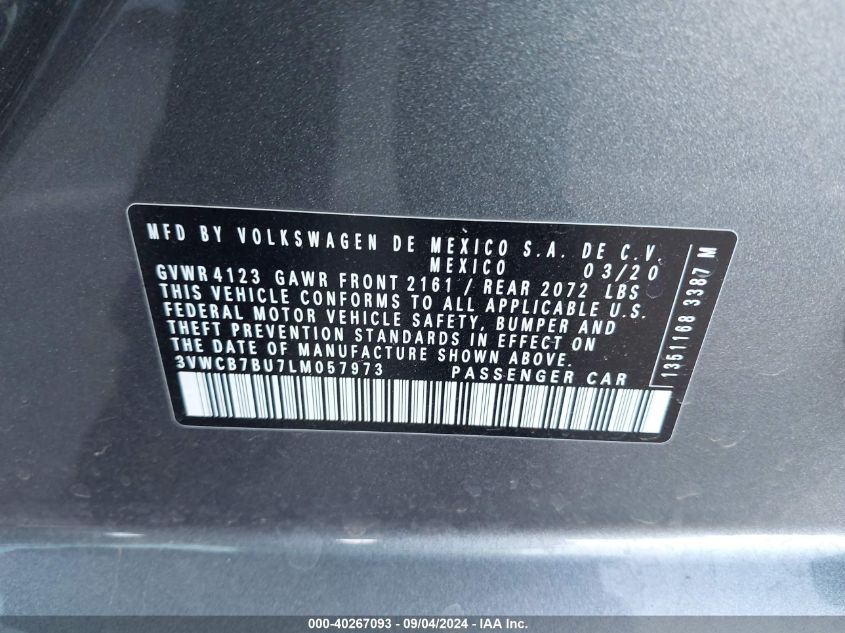 MFD BY VOLKSWAGEN DE MEXICO S.A. DE C.V.
MEXICO 03/20
GVWR 4123 GAWR FRONT 2161 / REAR 2072 LBS
THIS VEHICLE CONFORMS TO ALL APPLICABLE U.S.
FEDERAL MOTOR VEHICLE SAFETY, BUMPER AND
THEFT PREVENTION STANDARDS IN EFFECT ON
THE DATE OF MANUFACTURE SHOWN ABOVE.
3VWCB7BU7LM057973 PASSENGER CAR
1351168 3387 M
000-40267093 - 09/04/2024 - IAA Inc.